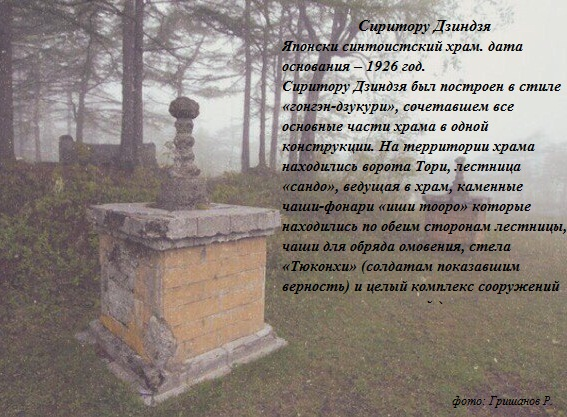 Сиритору Дзиндзя
Японски синтоистский храм. дата
основания – 1926 год.
Сиритору Дзиндзя был построен в стиле
«гонгэн-дзукури», сочетавшем все
основные части храма в одной
конструкции. На территории храма
находились ворота Тори, лестница
«сандо», ведущая в храм, каменные
чаши-фонари «иши тооро» которые
находились по обеим сторонам лестницы,
чаши для обряда омовения, стела
«Тюконхи» (солдатам показавшим
верность) и целый комплекс сооружений
фото: Гришанов Р.